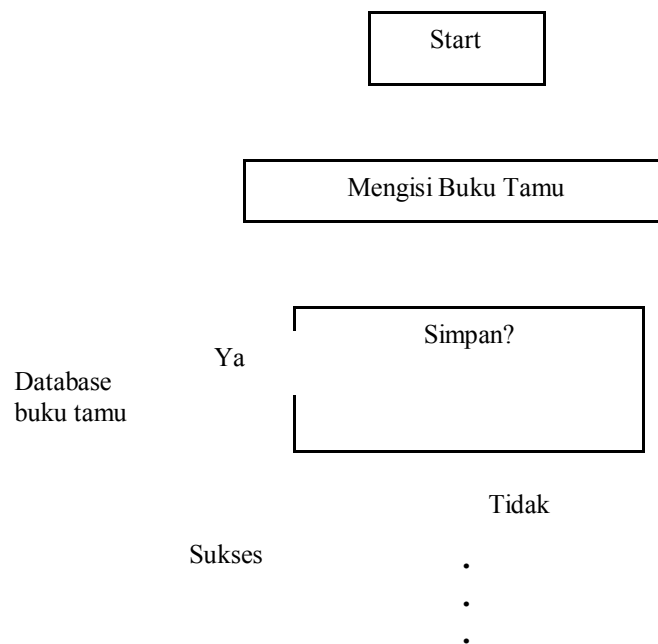 Start
Mengisi Buku Tamu
Simpan?
Ya
Database
buku tamu
Tidak
Sukses
.
.
.